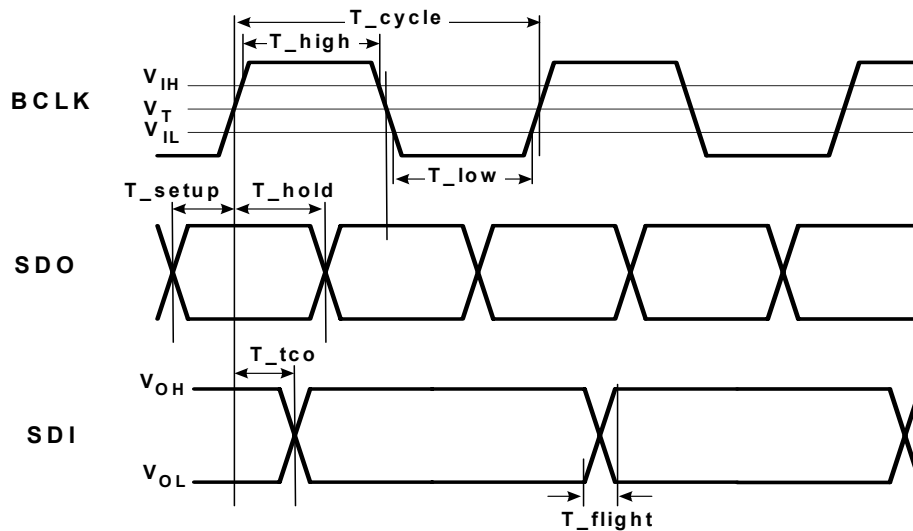 T_cycle
T_high
V_IH
BCLK
V_T
V_IL
T_low
T_setup
T_hold
SDO
T_tco
V_OH
SDI
V_OL
T_flight